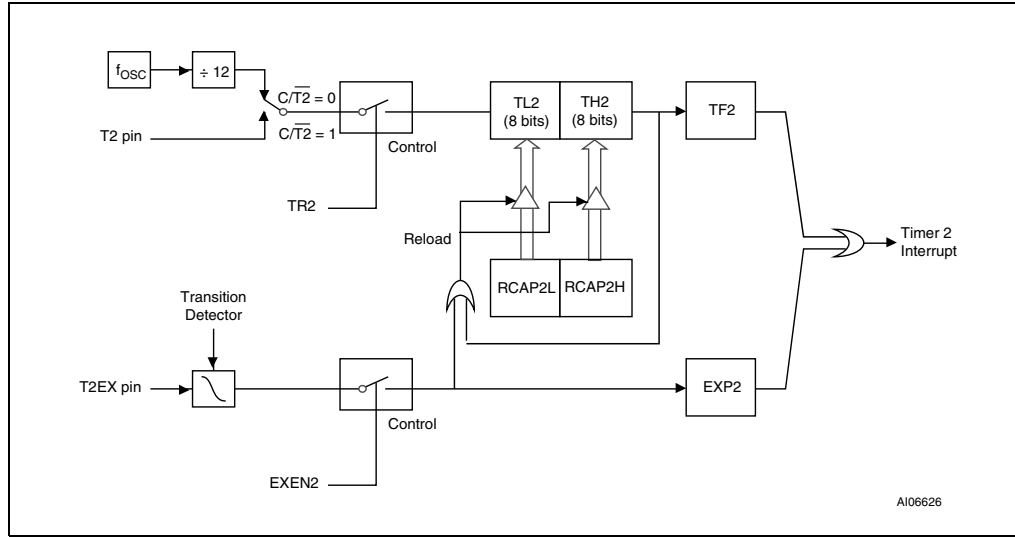 fOSC
÷ 12
C/T2 = 0
C/T2 = 1
T2 pin
Control
TR2
TL2
(8 bits)
TH2
(8 bits)
TF2
Reload
RCAP2L
RCAP2H
Timer 2
Interrupt
Transition
Detector
T2EX pin
Control
EXP2
EXEN2
AI06626